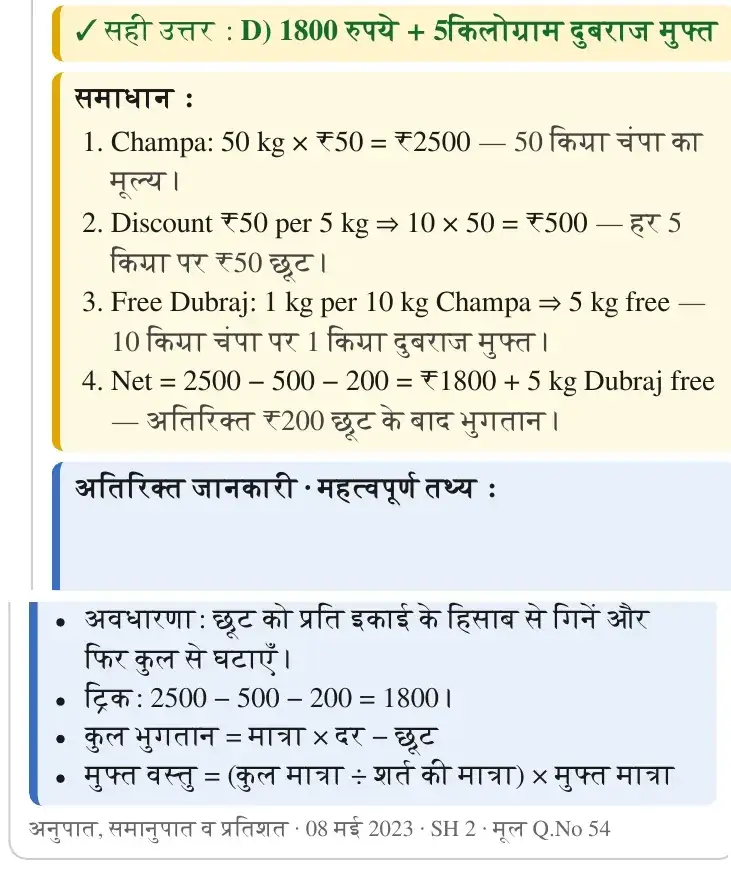 ✓ सही उत्तर : D) 1800 रुपये + 5किलोग्राम दुबराज मुफ्त
समाधान :
1. Champa: 50 kg × ₹50 = ₹2500 — 50 किग्रा चंपा का
मूल्य।
2. Discount ₹50 per 5 kg ⇒ 10 × 50 = ₹500 — हर 5
किग्रा पर ₹50 छूट।
3. Free Dubraj: 1 kg per 10 kg Champa ⇒ 5 kg free —
10 किग्रा चंपा पर 1 किग्रा दुबराज मुफ्त।
4. Net = 2500 − 500 − 200 = ₹1800 + 5 kg Dubraj free
— अतिरिक्त ₹200 छूट के बाद भुगतान।
अतिरिक्त जानकारी · महत्वपूर्ण तथ्य :
• अवधारणा : छूट को प्रति इकाई के हिसाब से गिनें और
फिर कुल से घटाएँ।
• ट्रिक : 2500 − 500 − 200 = 1800।
• कुल भुगतान = मात्रा × दर − छूट
• मुफ्त वस्तु = (कुल मात्रा ÷ शर्त की मात्रा) × मुफ्त मात्रा
अनुपात, समानुपात व प्रतिशत · 08 मई 2023 · SH 2 · मूल Q.No 54